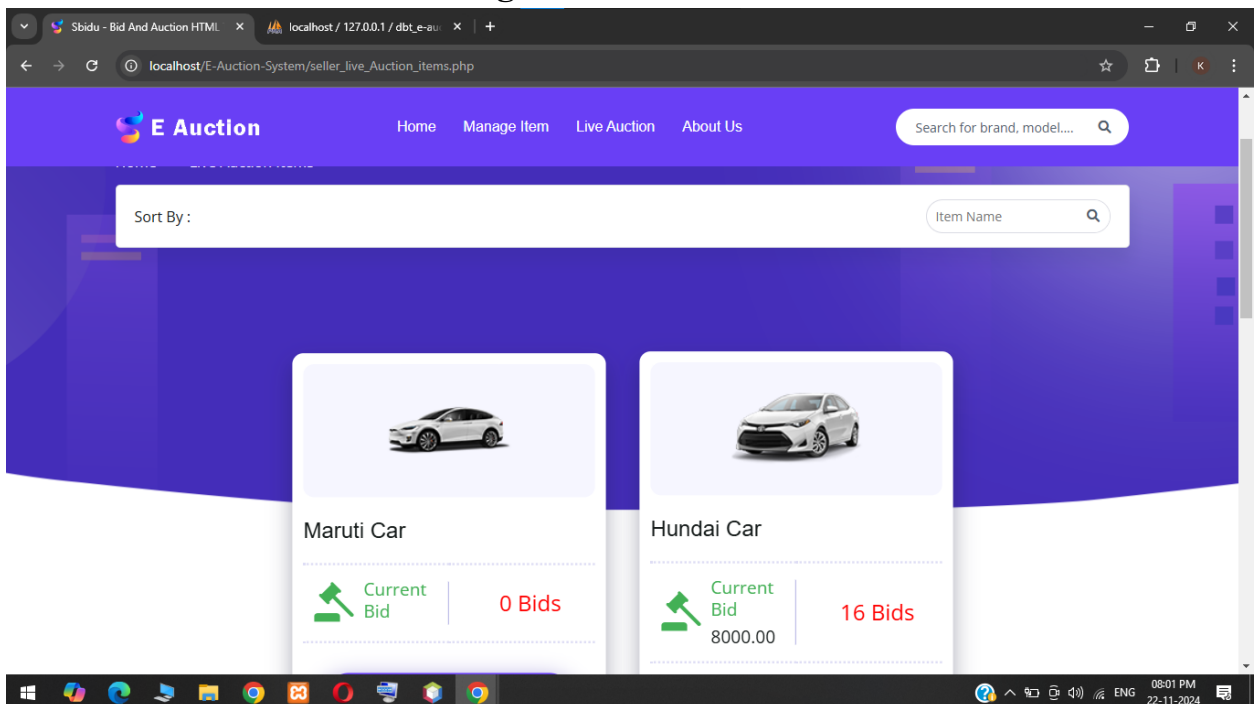 Sbidu - Bid And Auction HTML
localhost / 127.0.0.1 / dbt_e-auc
localhost/E-Auction-System/seller_live_Auction_items.php
K
E Auction
Home
Manage Item
Live Auction
About Us
Search for brand, model....
Sort By :
Item Name
Maruti Car
Hundai Car
Current
Bid
0 Bids
Current
Bid
8000.00
16 Bids
ENG
08:01 PM
22-11-2024